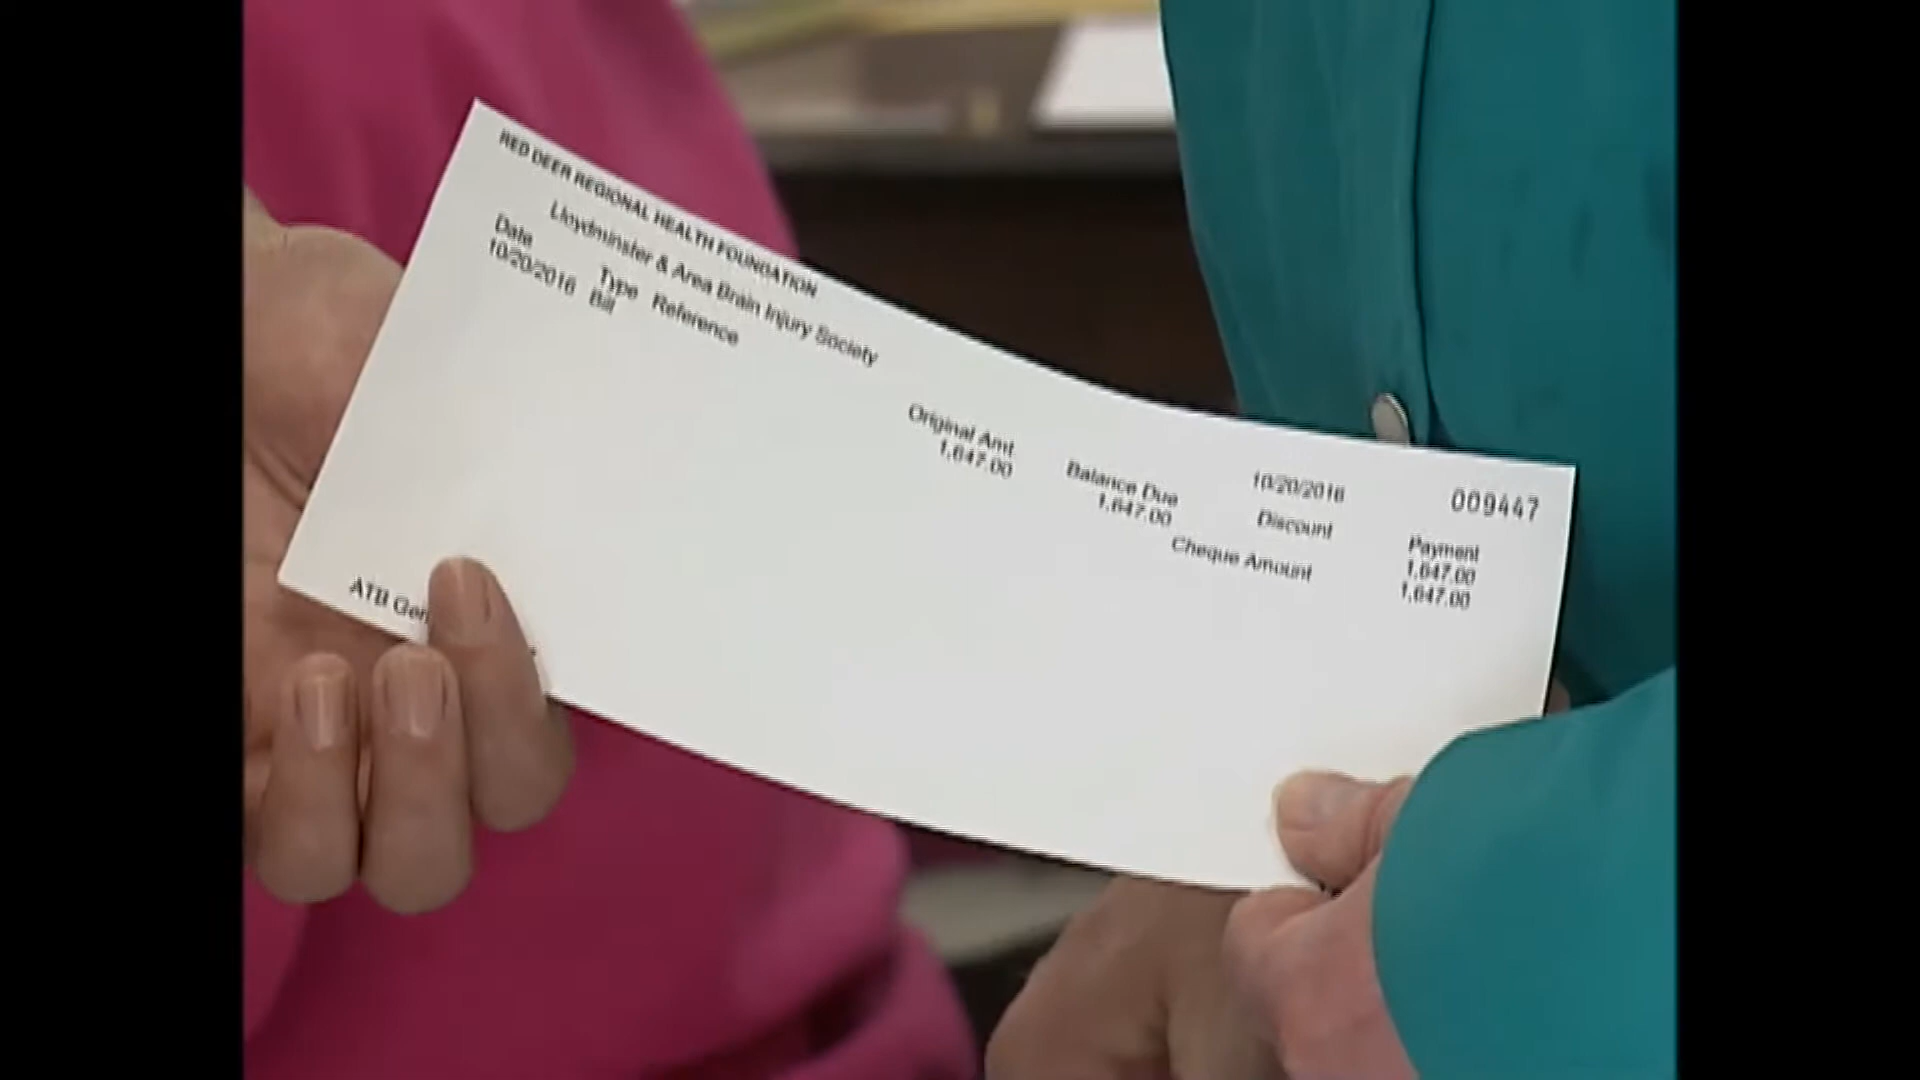 RED DEER REGIONAL HEALTH FOUNDATION
Lloydminster & Area Brain Injury Society
10/20/2016 009447
Date Type Reference Original Amt Balance Due Discount Payment
10/20/2016 Bill 1,647.00 1,647.00 1,647.00
Cheque Amount 1,647.00
ATB